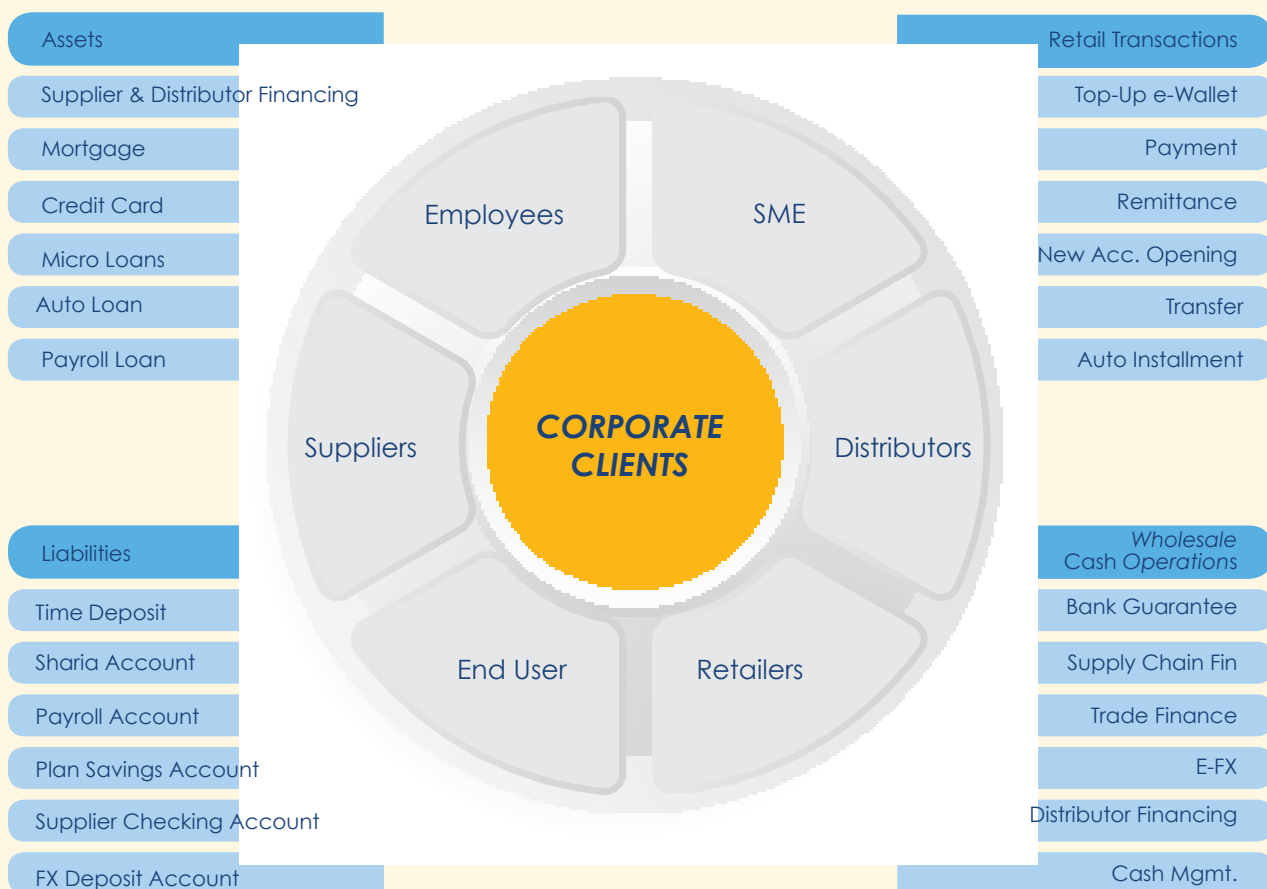 Assets
Supplier & Distributor Financing
Mortgage
Credit Card
Micro Loans
Auto Loan
Payroll Loan
Retail Transactions
Top-Up e-Wallet
Payment
Remittance
New Acc. Opening
Transfer
Auto Installment
Employees
SME
Suppliers
CORPORATE
CLIENTS
Distributors
End User
Retailers
Liabilities
Time Deposit
Sharia Account
Payroll Account
Plan Savings Account
Supplier Checking Account
FX Deposit Account
Wholesale
Cash Operations
Bank Guarantee
Supply Chain Fin
Trade Finance
E-FX
Distributor Financing
Cash Mgmt.